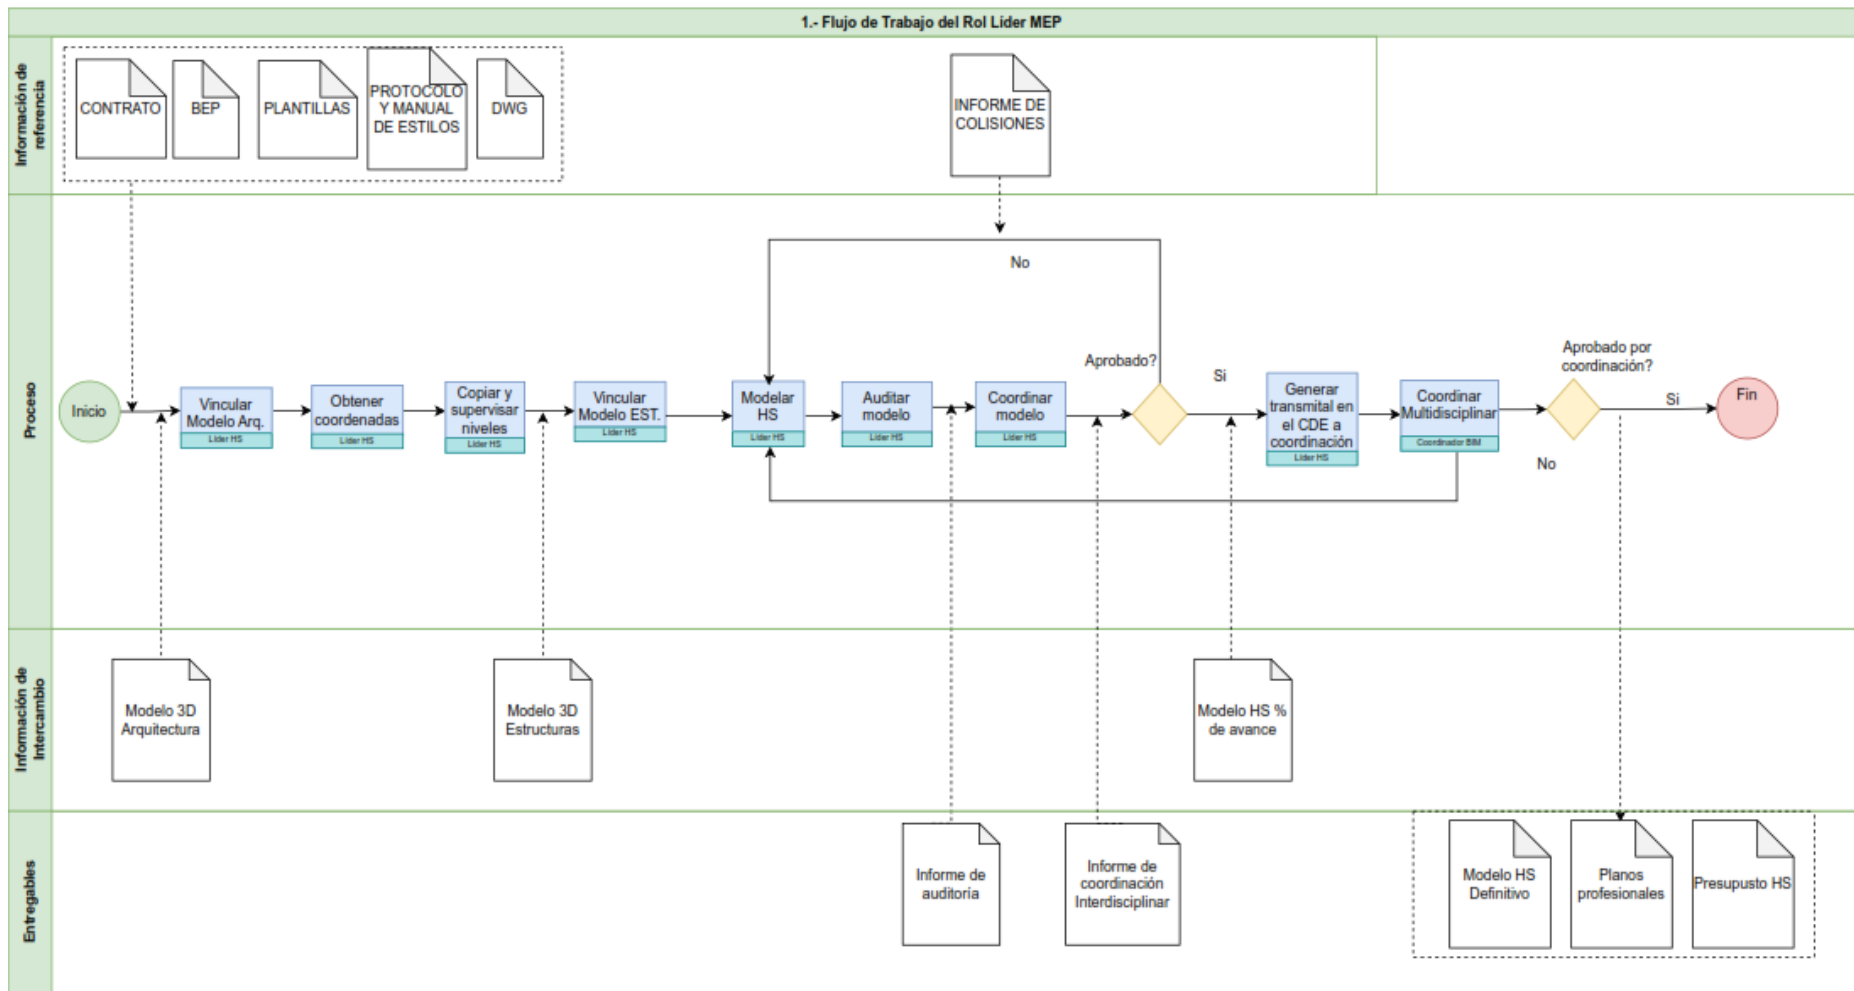 1.- Flujo de Trabajo del Rol Líder MEP
Información de
referencia
CONTRATO
BEP
PLANTILLAS
PROTOCOLO
Y MANUAL
DE ESTILOS
DWG
INFORME DE
COLISIONES
Proceso
Inicio
Vincular
Modelo Arq.
Líder HS
Obtener
coordenadas
Líder HS
Copiar y
supervisar
niveles
Líder HS
Vincular
Modelo EST.
Líder HS
Modelar
HS
Líder HS
Auditar
modelo
Líder HS
Coordinar
modelo
Líder HS
Aprobado?
No
Si
Generar
transmital en
el CDE a
coordinación
Líder HS
Coordinar
Multidisciplinar
Coordinador BIM
Aprobado por
coordinación?
No
Si
Fin
Información de
Intercambio
Modelo 3D
Arquitectura
Modelo 3D
Estructuras
Modelo HS %
de avance
Entregables
Informe de
auditoría
Informe de
coordinación
Interdisciplinar
Modelo HS
Definitivo
Planos
profesionales
Presupusto HS